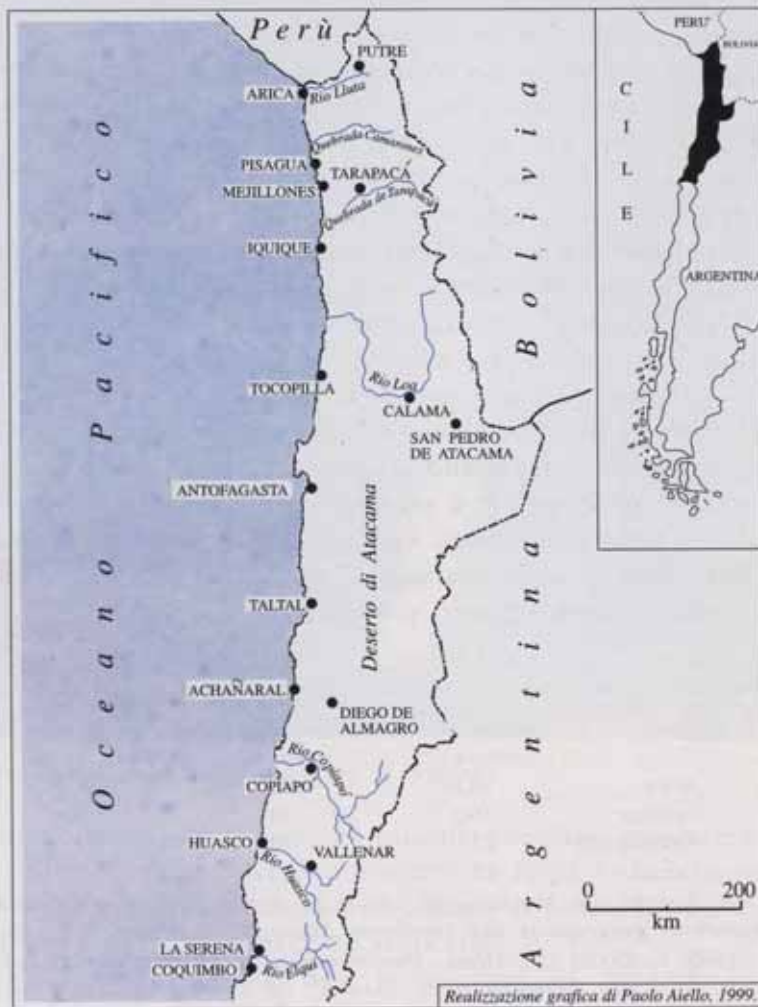 Perù
PUTRE
ARICA
Rio Lluta
Quebrada Camarones
PISAGUA
TARAPACÁ
MEJILLONES
Quebrada de Tarapacá
IQUIQUE
Oceano Pacifico
Bolivia
TOCOPILLA
Rio Loa
CALAMA
SAN PEDRO
DE ATACAMA
ANTOFAGASTA
Deserto di Atacama
TALTAL
Argentina
ACHAÑARAL
DIEGO DE
ALMAGRO
Rio Copiapó
COPIAPO
HUASCO
VALLENAR
Rio Huasco
LA SERENA
COQUIMBO
Rio Elqui
PERU'
BOLIVIA
CILE
ARGENTINA
0 200
km
Realizzazione grafica di Paolo Aiello, 1999.